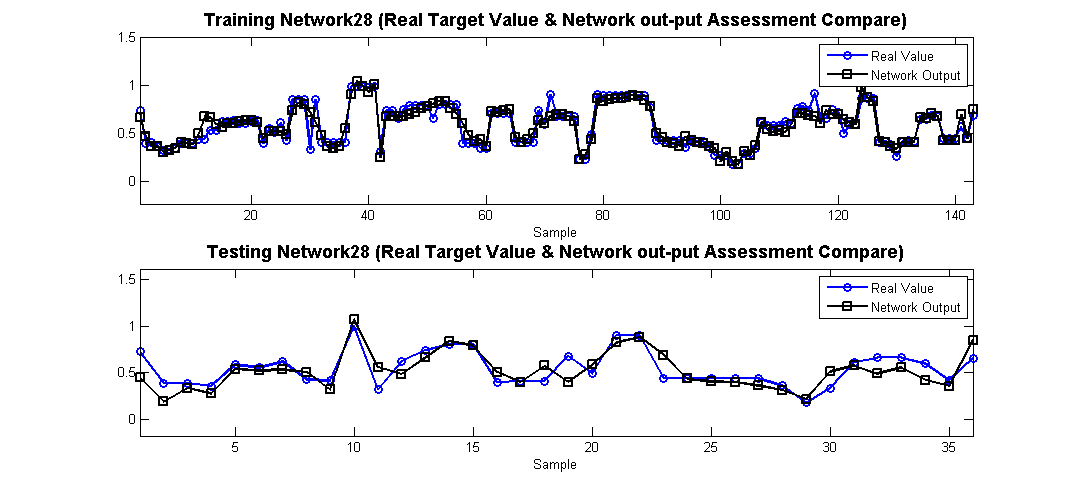 Training Network28 (Real Target Value & Network out-put Assessment Compare)
1.5
1
0.5
0
Real Value
Network Output
20 40 60 80 100 120 140
Sample
Testing Network28 (Real Target Value & Network out-put Assessment Compare)
1.5
1
0.5
0
Real Value
Network Output
5 10 15 20 25 30 35
Sample